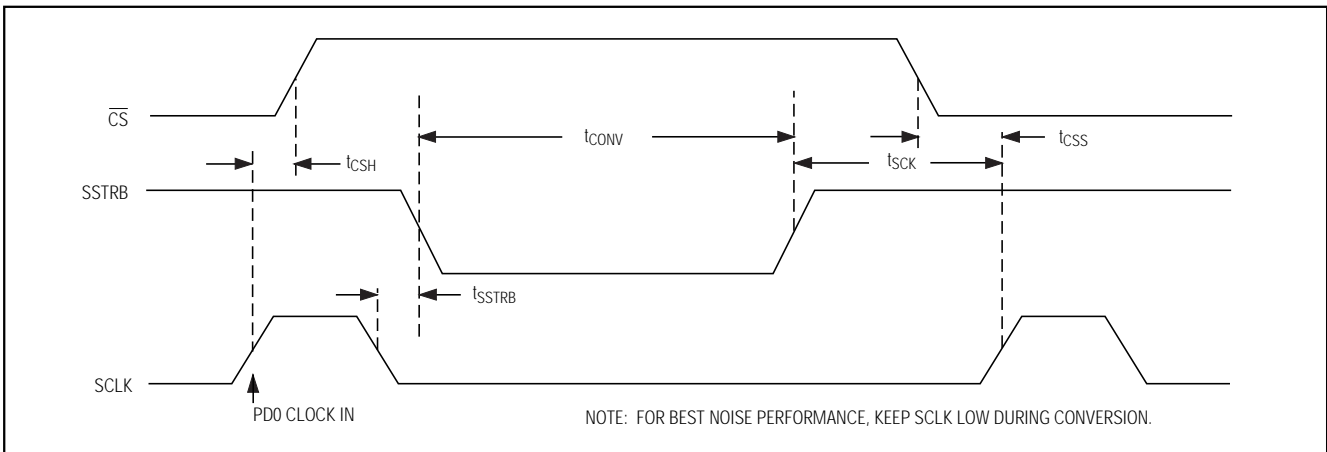 CS
tCONV
tCSS
tCSH
tSCK
SSTRB
tSSTRB
SCLK
PD0 CLOCK IN
NOTE: FOR BEST NOISE PERFORMANCE, KEEP SCLK LOW DURING CONVERSION.